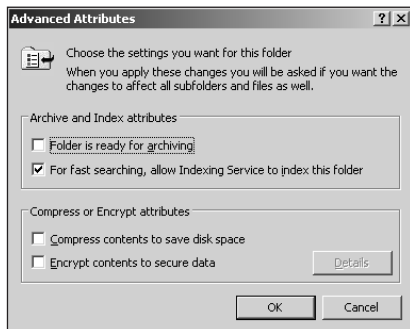 Advanced Attributes
Choose the settings you want for this folder
When you apply these changes you will be asked if you want the
changes to affect all subfolders and files as well.
Archive and Index attributes
Folder is ready for archiving
For fast searching, allow Indexing Service to index this folder
Compress or Encrypt attributes
Compress contents to save disk space
Encrypt contents to secure data
Details
OK
Cancel